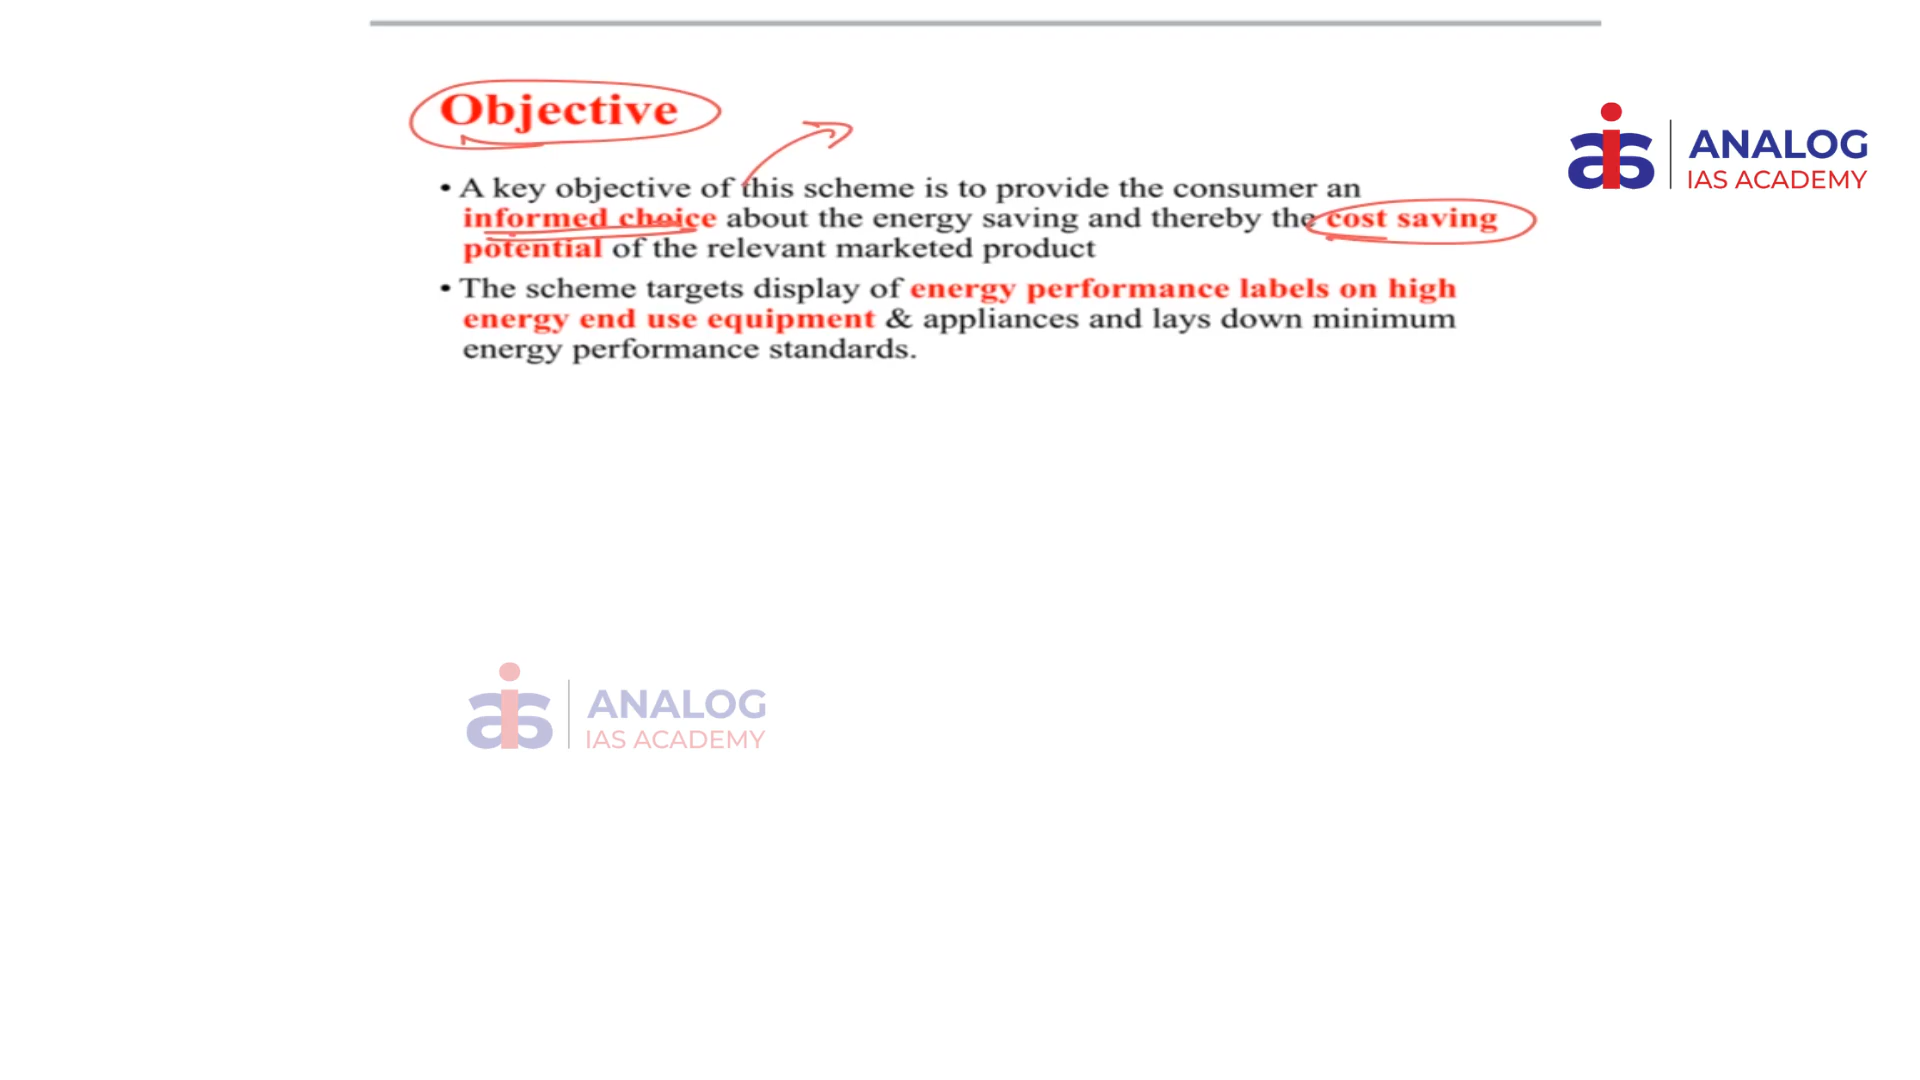 Objective
• A key objective of this scheme is to provide the consumer an
informed choice about the energy saving and thereby the cost saving
potential of the relevant marketed product
• The scheme targets display of energy performance labels on high
energy end use equipment & appliances and lays down minimum
energy performance standards.
ANALOG
IAS ACADEMY
ANALOG
IAS ACADEMY